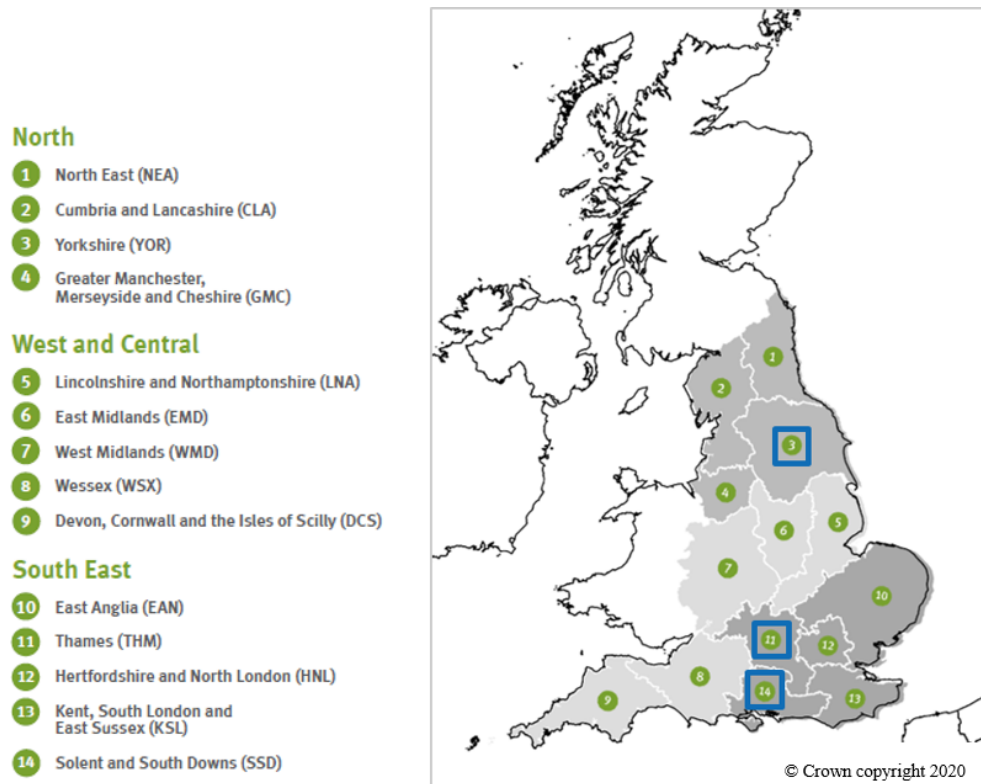 North
1 North East (NEA)
2 Cumbria and Lancashire (CLA)
3 Yorkshire (YOR)
4 Greater Manchester,
Merseyside and Cheshire (GMC)
West and Central
5 Lincolnshire and Northamptonshire (LNA)
6 East Midlands (EMD)
7 West Midlands (WMD)
8 Wessex (WSX)
9 Devon, Cornwall and the Isles of Scilly (DCS)
South East
10 East Anglia (EAN)
11 Thames (THM)
12 Hertfordshire and North London (HNL)
13 Kent, South London and
East Sussex (KSL)
14 Solent and South Downs (SSD)
1
2
3
4
5
6
7
10
11
12
8
14
13
9
© Crown copyright 2020